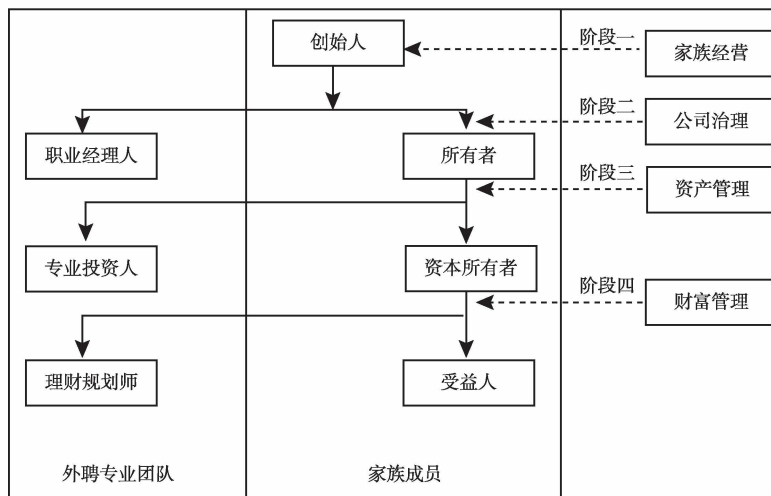 创始人
阶段一
家族经营
阶段二
公司治理
职业经理人
所有者
阶段三
资产管理
专业投资人
资本所有者
阶段四
财富管理
理财规划师
受益人
外聘专业团队
家族成员